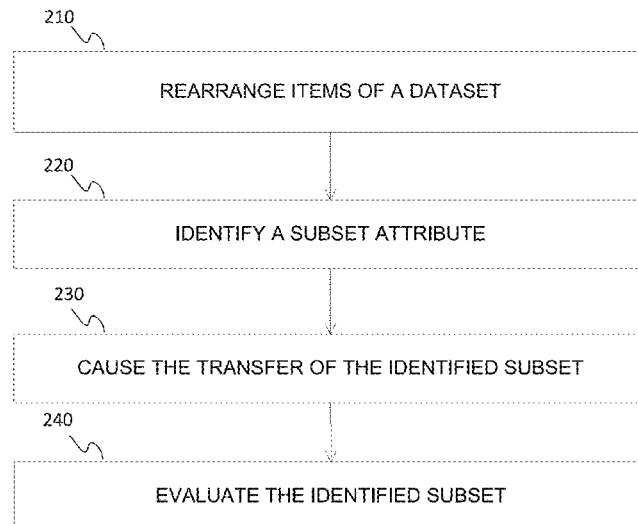 210
REARRANGE ITEMS OF A DATASET
220
IDENTIFY A SUBSET ATTRIBUTE
230
CAUSE THE TRANSFER OF THE IDENTIFIED SUBSET
240
EVALUATE THE IDENTIFIED SUBSET